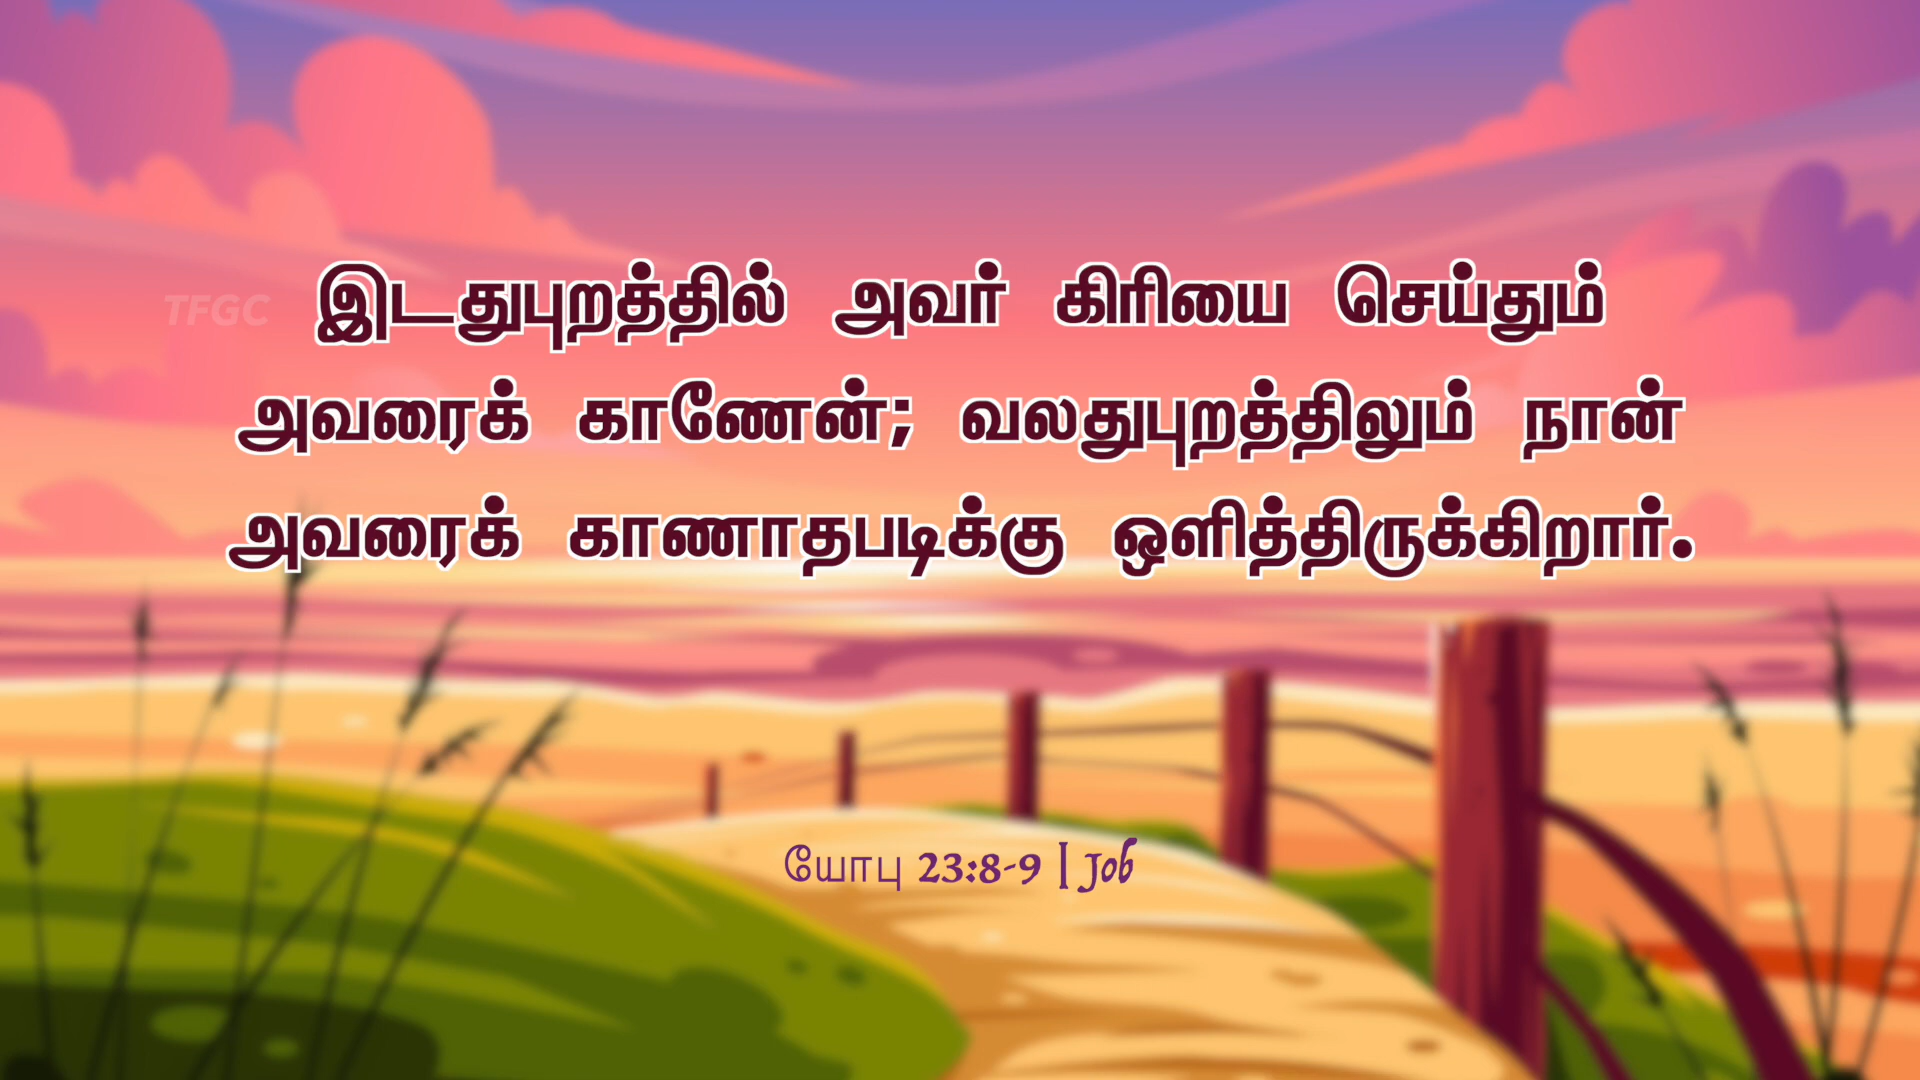 TFGC
இடதுபுறத்தில் அவர் கிரியை செய்தும்
அவரைக் காணேன்; வலதுபுறத்திலும் நான்
அவரைக் காணாதபடிக்கு ஒளித்திருக்கிறார்.
யோபு 23:8-9 | Job